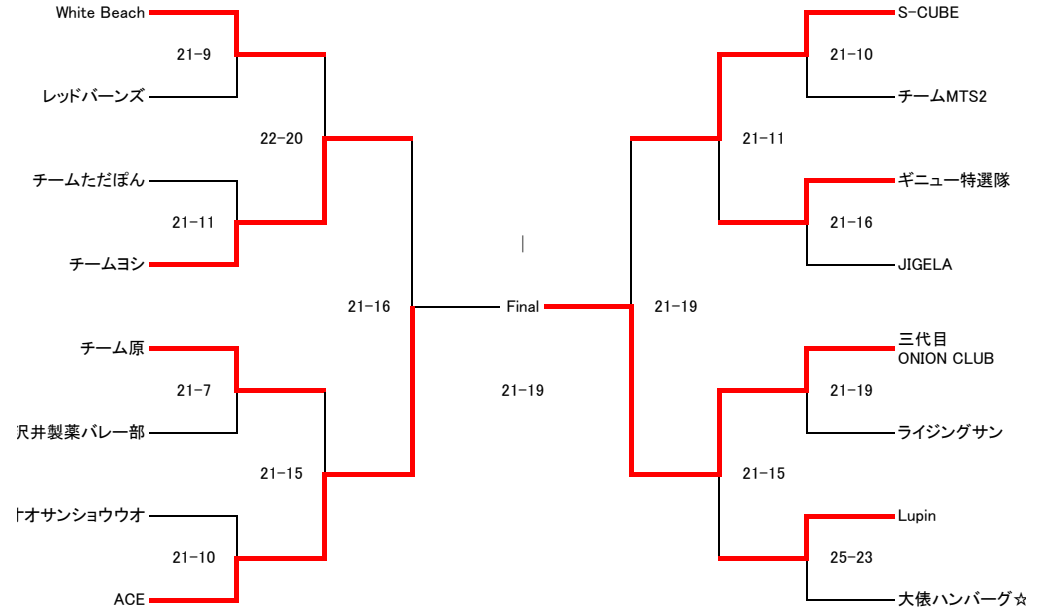 White Beach
21-9
レッドバーンズ
22-20
チームただぽん
21-11
チームヨシ
21-16
チーム原
21-7
沢井製薬バレー部
21-15
オオサンショウウオ
21-10
ACE
|
Final
21-19
S-CUBE
21-10
チームMTS2
21-11
ギニュー特選隊
21-16
JIGELA
21-19
三代目
ONION CLUB
21-19
ライジングサン
21-15
Lupin
25-23
大俵ハンバーグ☆